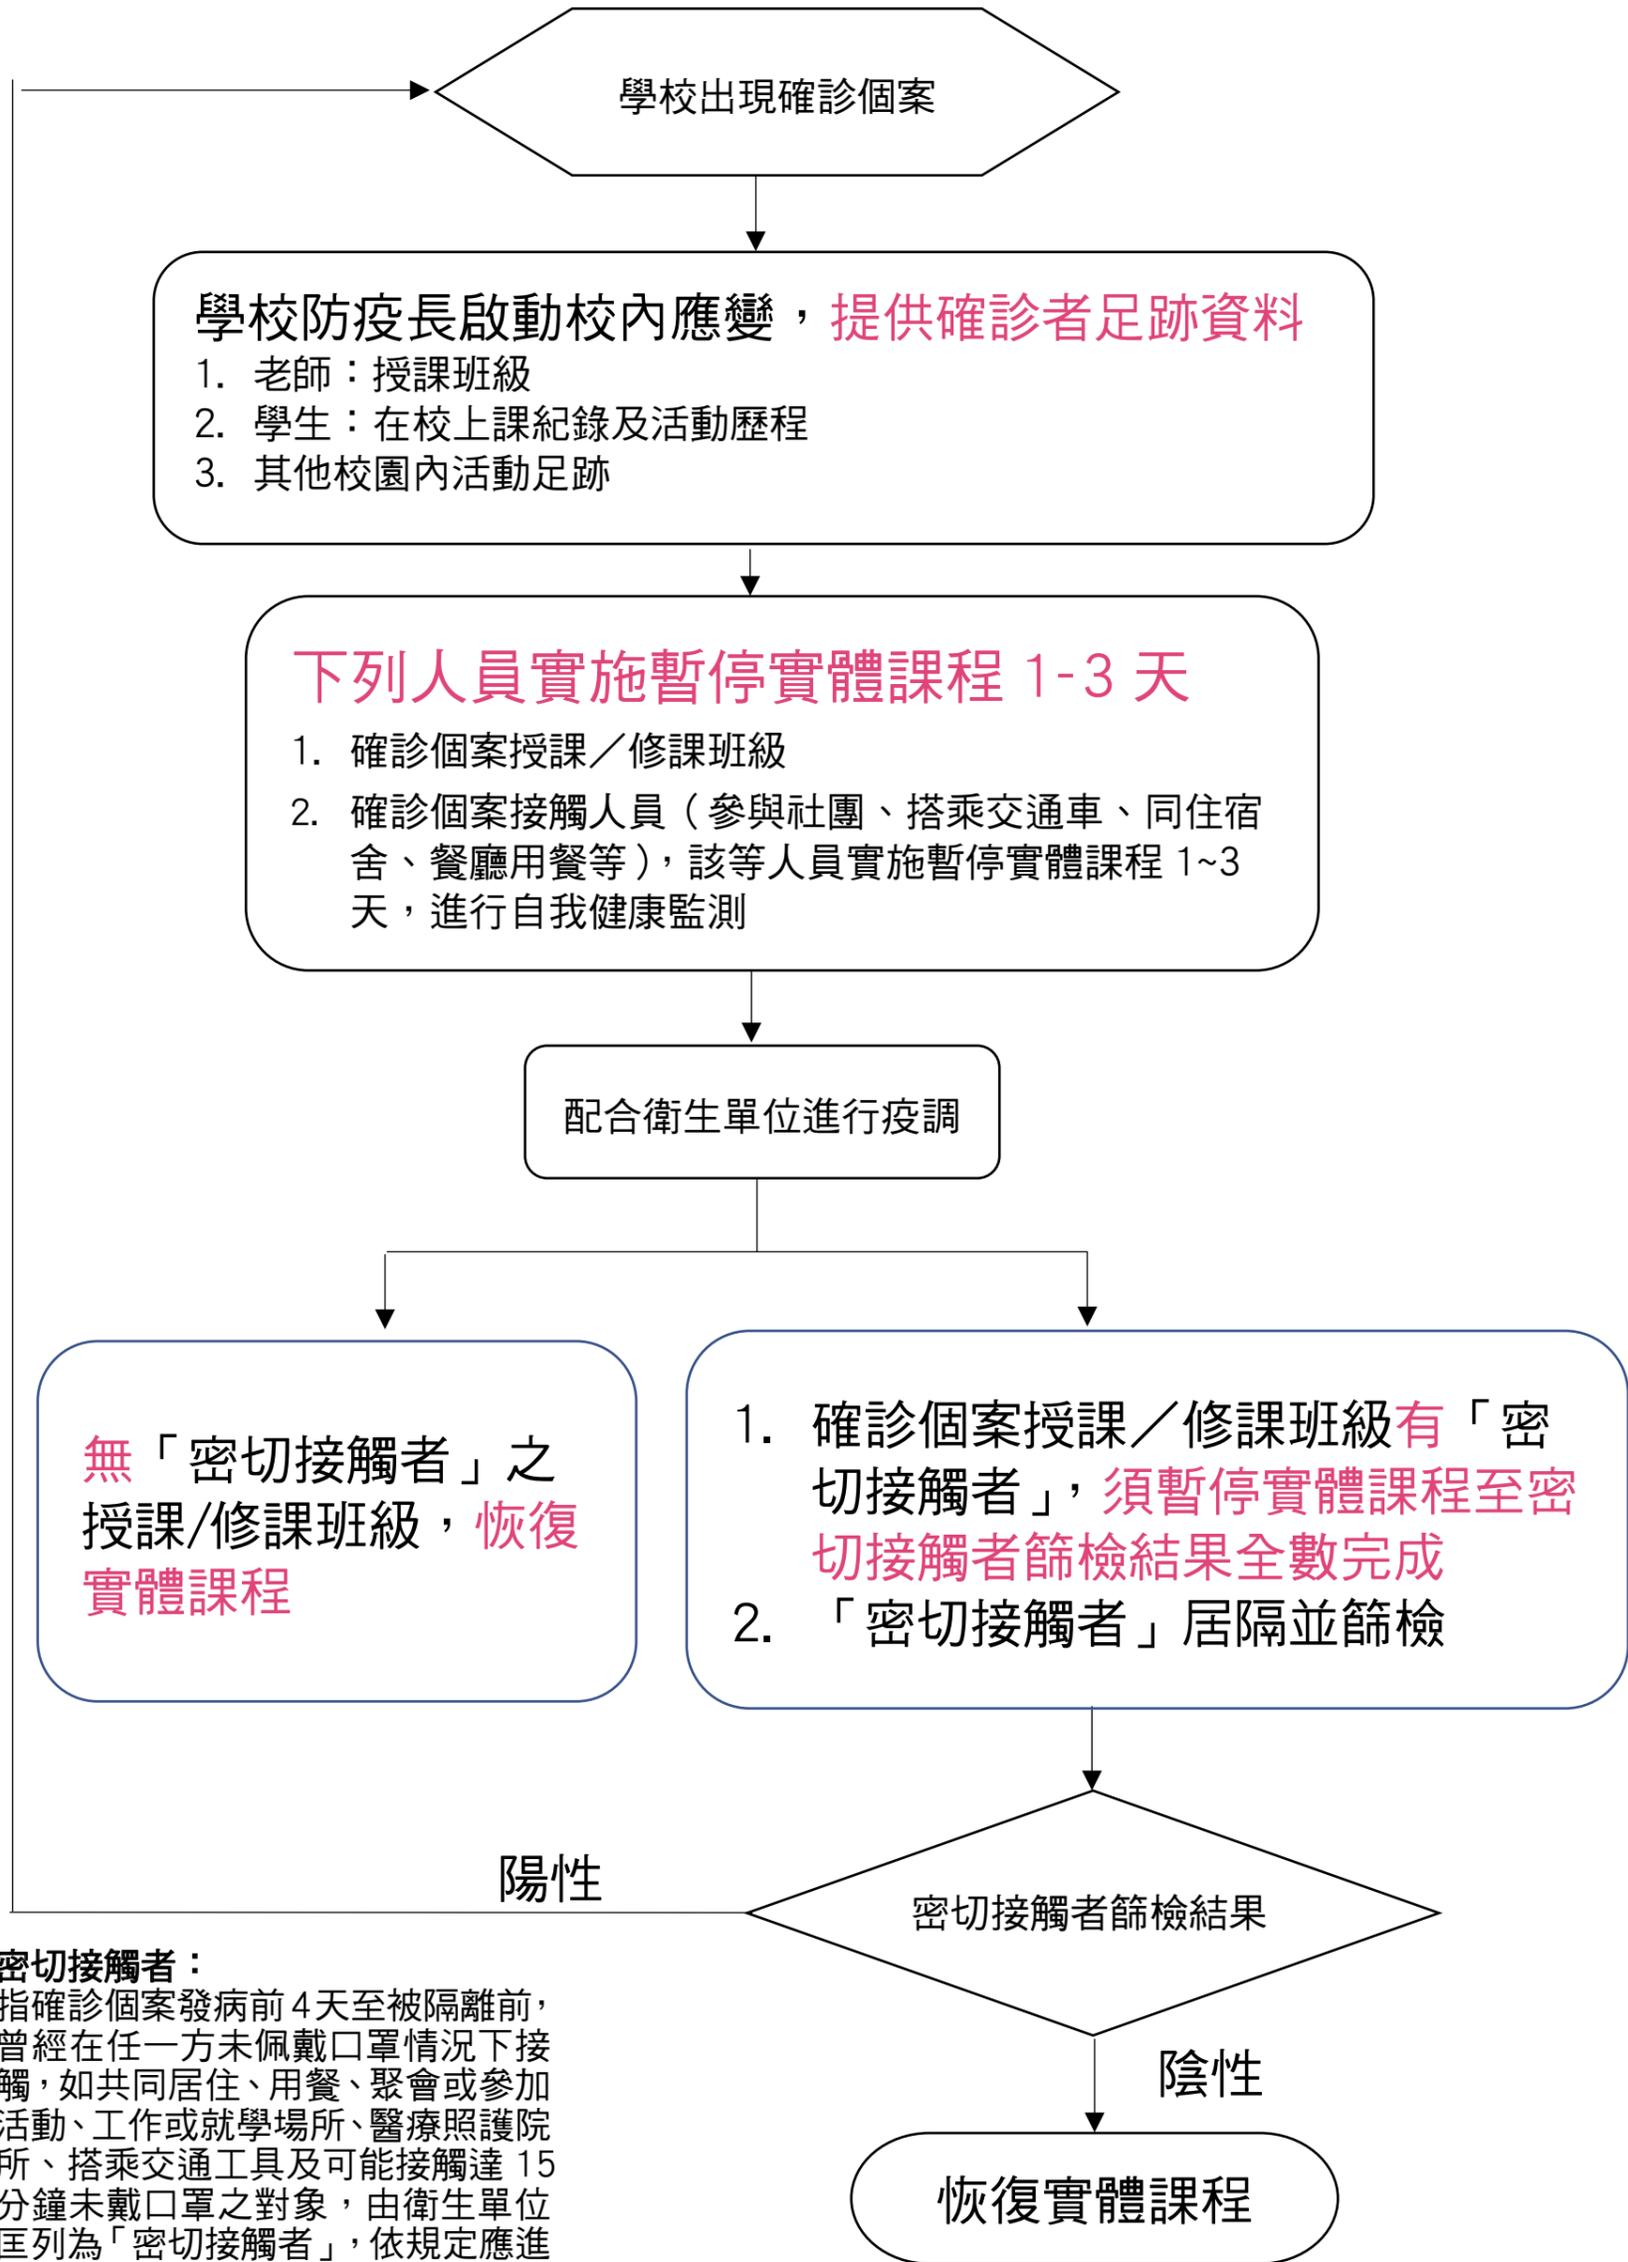 學校出現確診個案
學校防疫長啟動校內應變，提供確診者足跡資料
1. 老師：授課班級
2. 學生：在校上課紀錄及活動歷程
3. 其他校園內活動足跡
下列人員實施暫停實體課程 1-3 天
1. 確診個案授課／修課班級
2. 確診個案接觸人員（參與社團、搭乘交通車、同住宿
舍、餐廳用餐等），該等人員實施暫停實體課程 1~3
天，進行自我健康監測
配合衛生單位進行疫調
無「密切接觸者」之
授課/修課班級，恢復
實體課程
1. 確診個案授課／修課班級有「密
切接觸者」，須暫停實體課程至密
切接觸者篩檢結果全數完成
2. 「密切接觸者」居隔並篩檢
陽性
密切接觸者篩檢結果
陰性
恢復實體課程
密切接觸者：
指確診個案發病前 4 天至被隔離前，
曾經在任一方未佩戴口罩情況下接
觸，如共同居住、用餐、聚會或參加
活動、工作或就學場所、醫療照護院
所、搭乘交通工具及可能接觸達 15
分鐘未戴口罩之對象，由衛生單位
匡列為「密切接觸者」，依規定應進